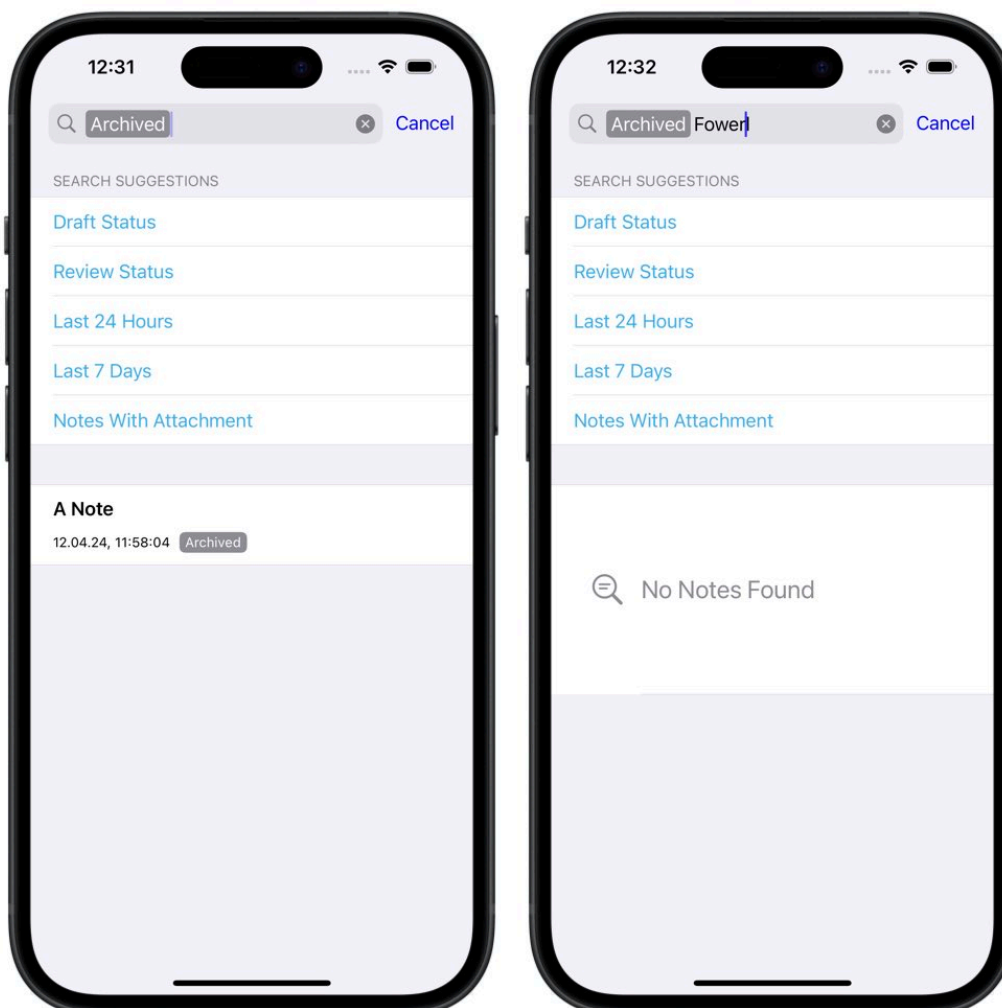 12:31
Archived Cancel
SEARCH SUGGESTIONS
Draft Status
Review Status
Last 24 Hours
Last 7 Days
Notes With Attachment
A Note
12.04.24, 11:58:04 Archived
12:32
Archived Fowerl Cancel
SEARCH SUGGESTIONS
Draft Status
Review Status
Last 24 Hours
Last 7 Days
Notes With Attachment
No Notes Found